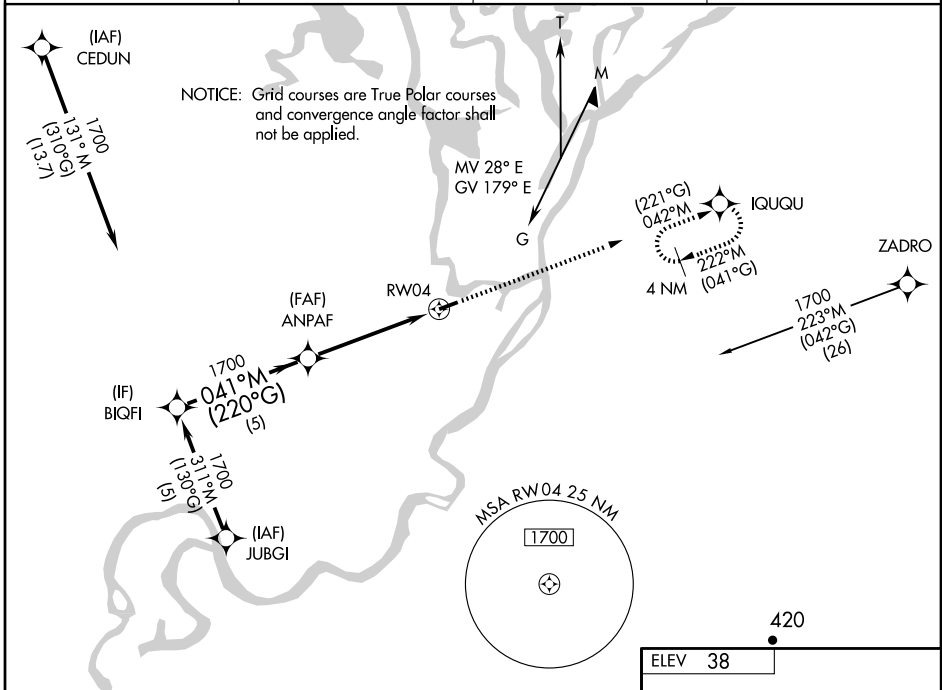 (IAF)
CEDUN
1700
131° M
(310°G)
(13.7)
NOTICE: Grid courses are True Polar courses
and convergence angle factor shall
not be applied.
T
M
MV 28° E
GV 179° E
G
(221°G)
042°M
IQUQU
222°M
(041°G)
4 NM
ZADRO
1700
223°M
(042°G)
(26)
RW04
(FAF)
ANPAF
1700
041°M
(220°G)
(5)
(IF)
BIQFI
1700
311°M
(130°G)
(5)
(IAF)
JUBGI
MSA RW04 25 NM
1700
420
ELEV 38